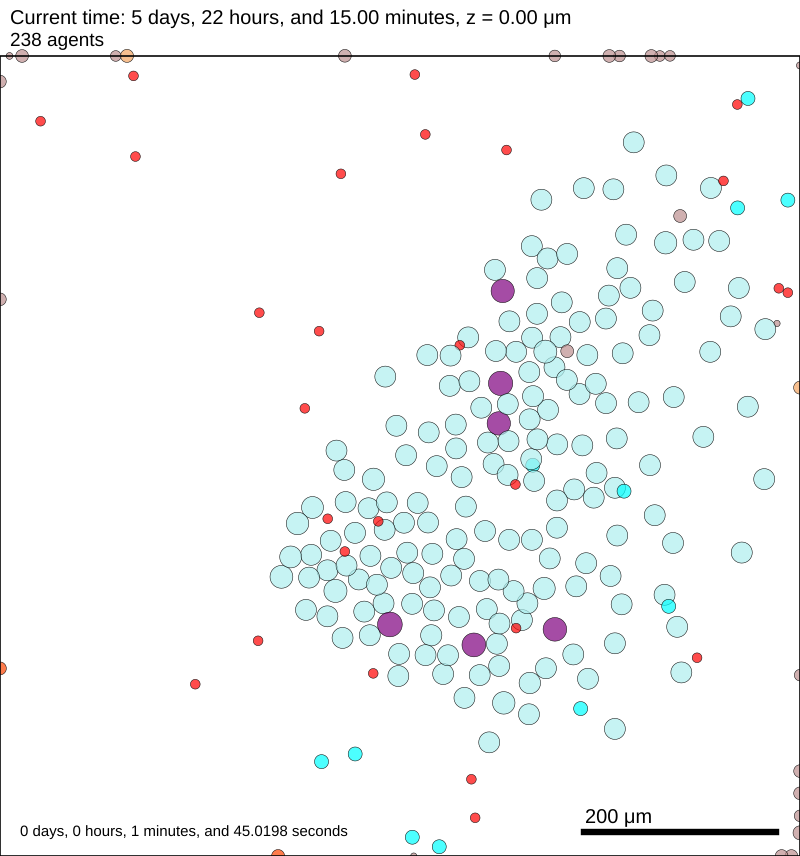 Current time: 5 days, 22 hours, and 15.00 minutes, z = 0.00 μm
238 agents
200 μm
0 days, 0 hours, 1 minutes, and 45.0198 seconds